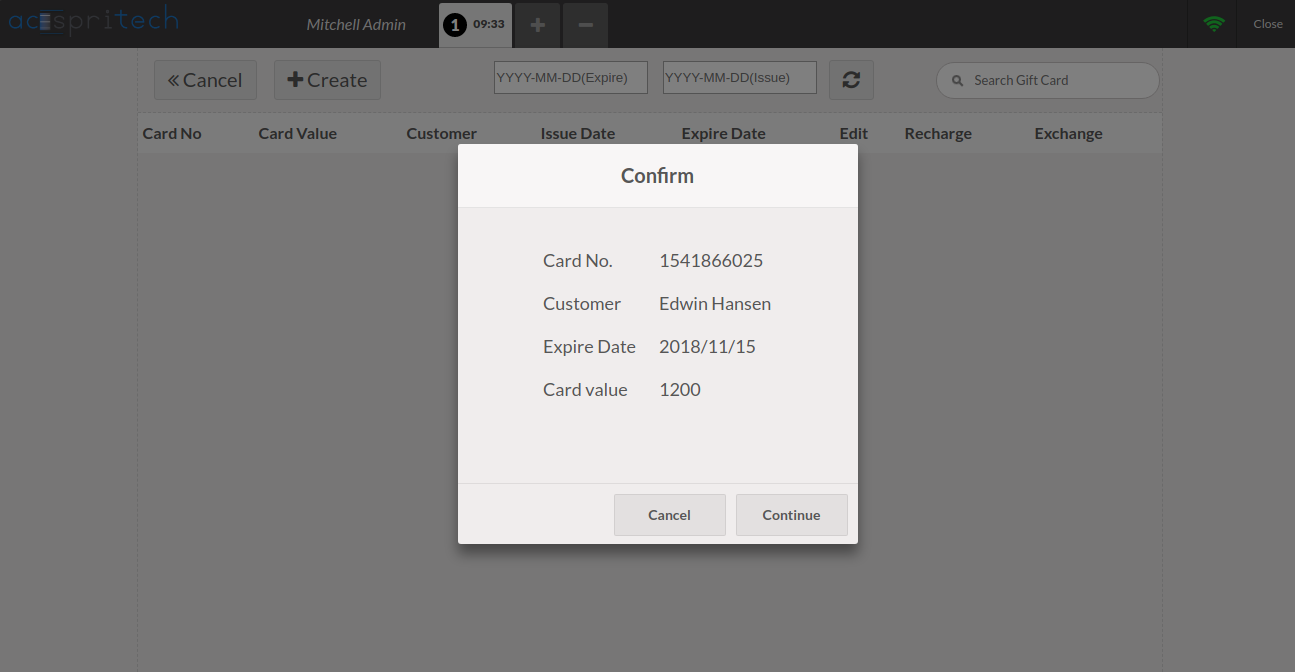 acespritech Mitchell Admin 1 09:33 Close
Cancel Create YYYY-MM-DD(Expire) YYYY-MM-DD(Issue) Search Gift Card
Card No Card Value Customer Issue Date Expire Date Edit Recharge Exchange
Confirm
Card No. 1541866025
Customer Edwin Hansen
Expire Date 2018/11/15
Card value 1200
Cancel Continue